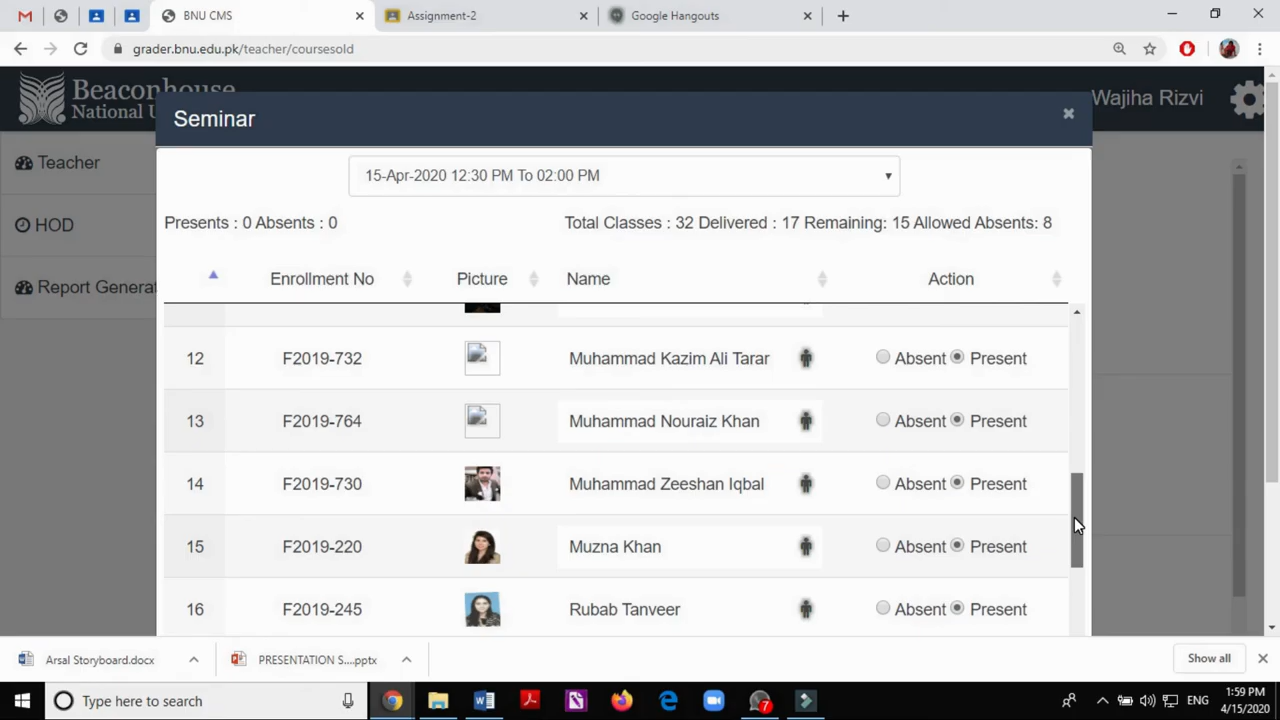 BNU CMS
Assignment-2
Google Hangouts
grader.bnu.edu.pk/teacher/coursesold
Beaconhouse
National U
Wajiha Rizvi
Seminar
Teacher
HOD
Report Genera
15-Apr-2020 12:30 PM To 02:00 PM
Presents : 0 Absents : 0
Total Classes : 32 Delivered : 17 Remaining: 15 Allowed Absents: 8
Enrollment No Picture Name Action
12 F2019-732 Muhammad Kazim Ali Tarar Absent Present
13 F2019-764 Muhammad Nouraiz Khan Absent Present
14 F2019-730 Muhammad Zeeshan Iqbal Absent Present
15 F2019-220 Muzna Khan Absent Present
16 F2019-245 Rubab Tanveer Absent Present
Arsal Storyboard.docx
PRESENTATION S....pptx
Show all
Type here to search
7
ENG
1:59 PM
4/15/2020